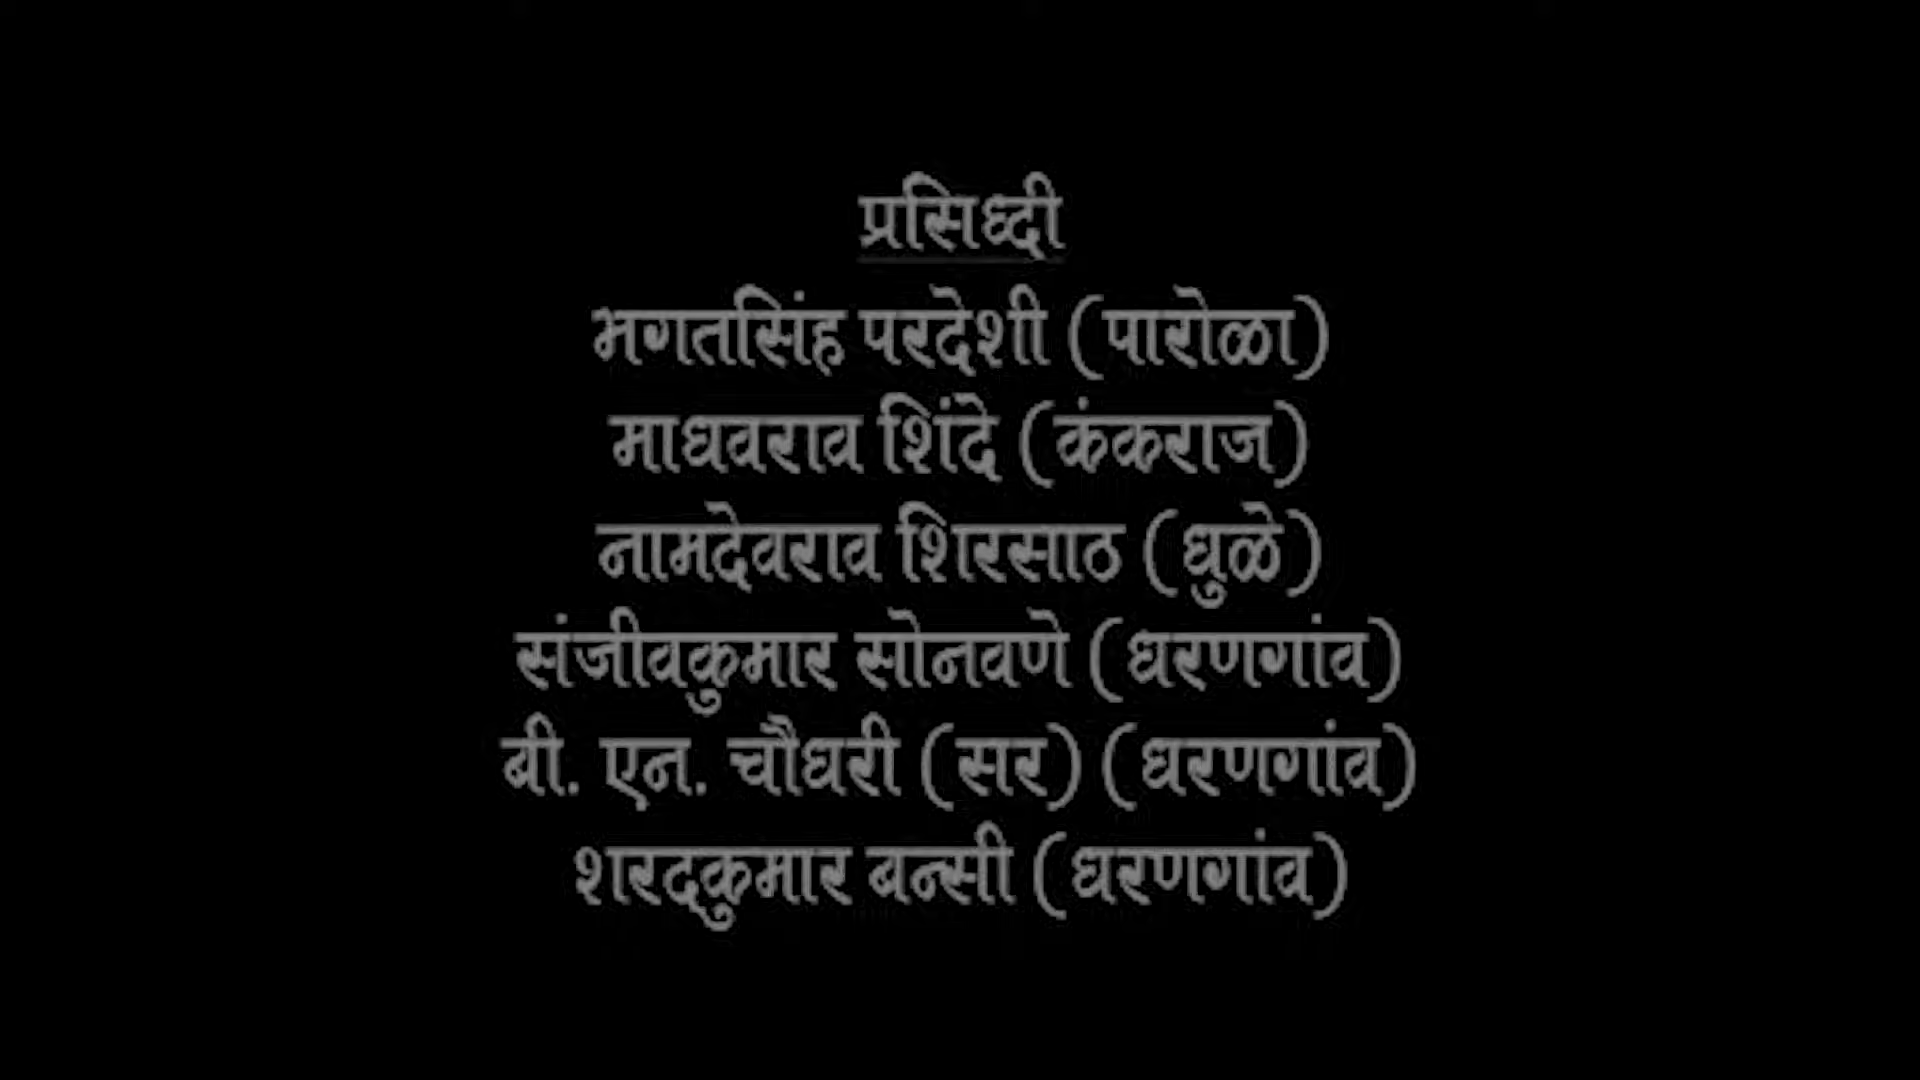 प्रसिध्दी
भगतसिंह परदेशी (पारोळा)
माधवराव शिंदे (कंकराज)
नामदेवराव शिरसाठ (धुळे)
संजीवकुमार सोनवणे (धरणगांव)
बी. एन. चौधरी (सर) (धरणगांव)
शरदकुमार बन्सी (धरणगांव)